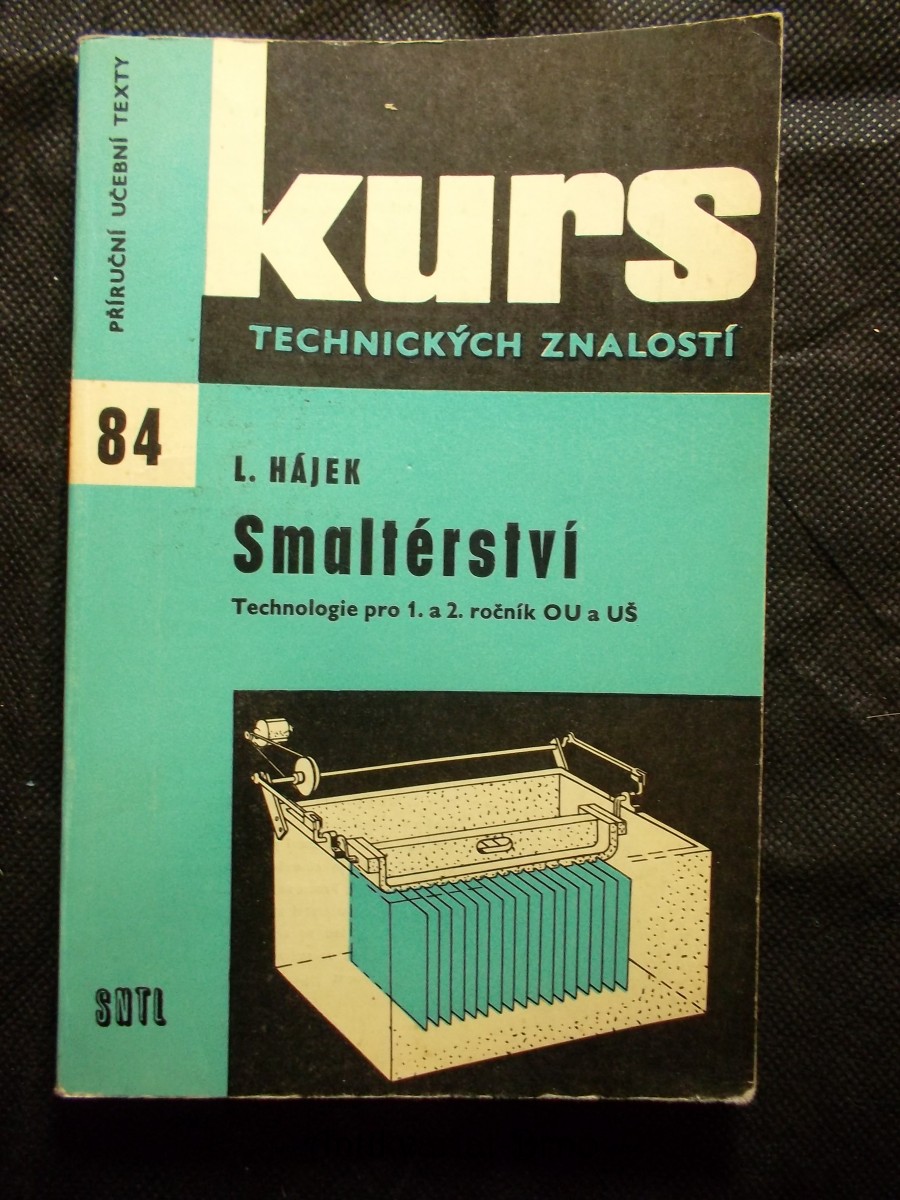 PŘÍRUČNÍ UČEBNÍ TEXTY
kurs
TECHNICKÝCH ZNALOSTÍ
84
L. HÁJEK
Smaltérství
Technologie pro 1. a 2. ročník OU a UŠ
SNTL